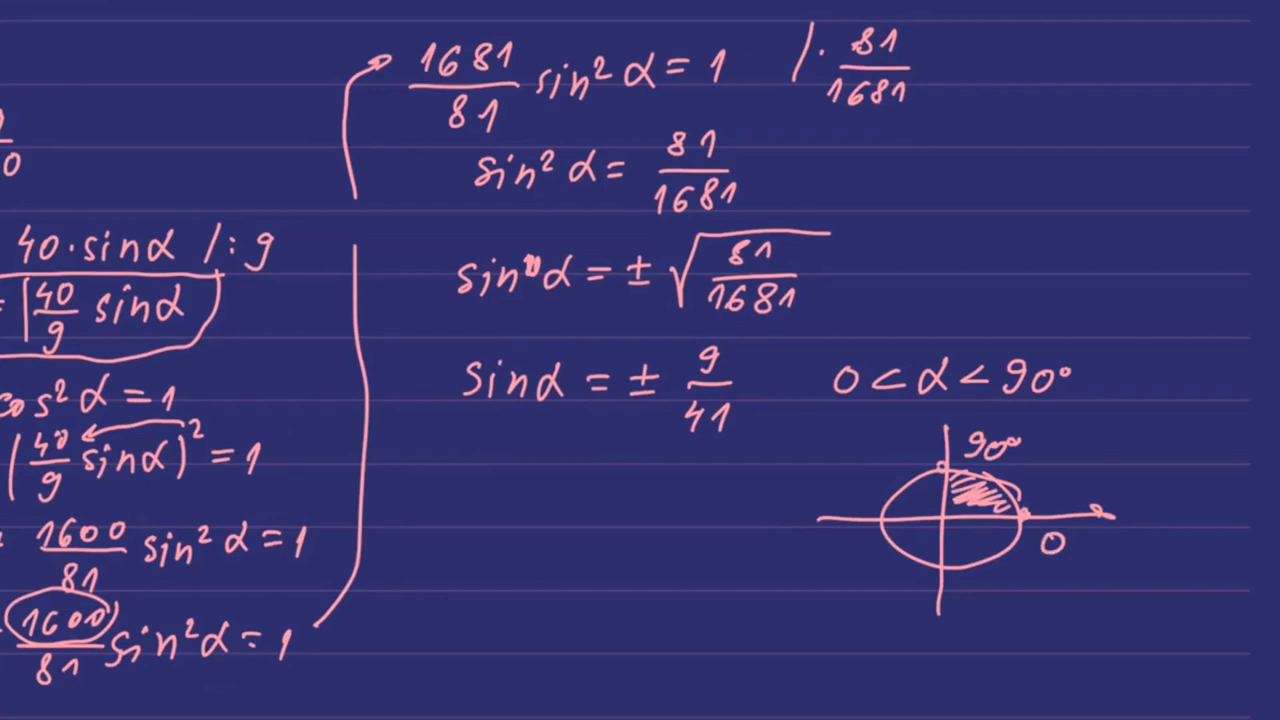 40·sinα /:9
= 40/9 sinα
cos² α = 1
(40/9 sinα)² = 1
1600/81 sin² α = 1
1600/81 sin² α = 1
1681/81 sin² α = 1 /· 81/1681
sin² α = 81/1681
sin α = ± √81/1681
sinα = ± 9/41
0 < α < 90°
90°
0